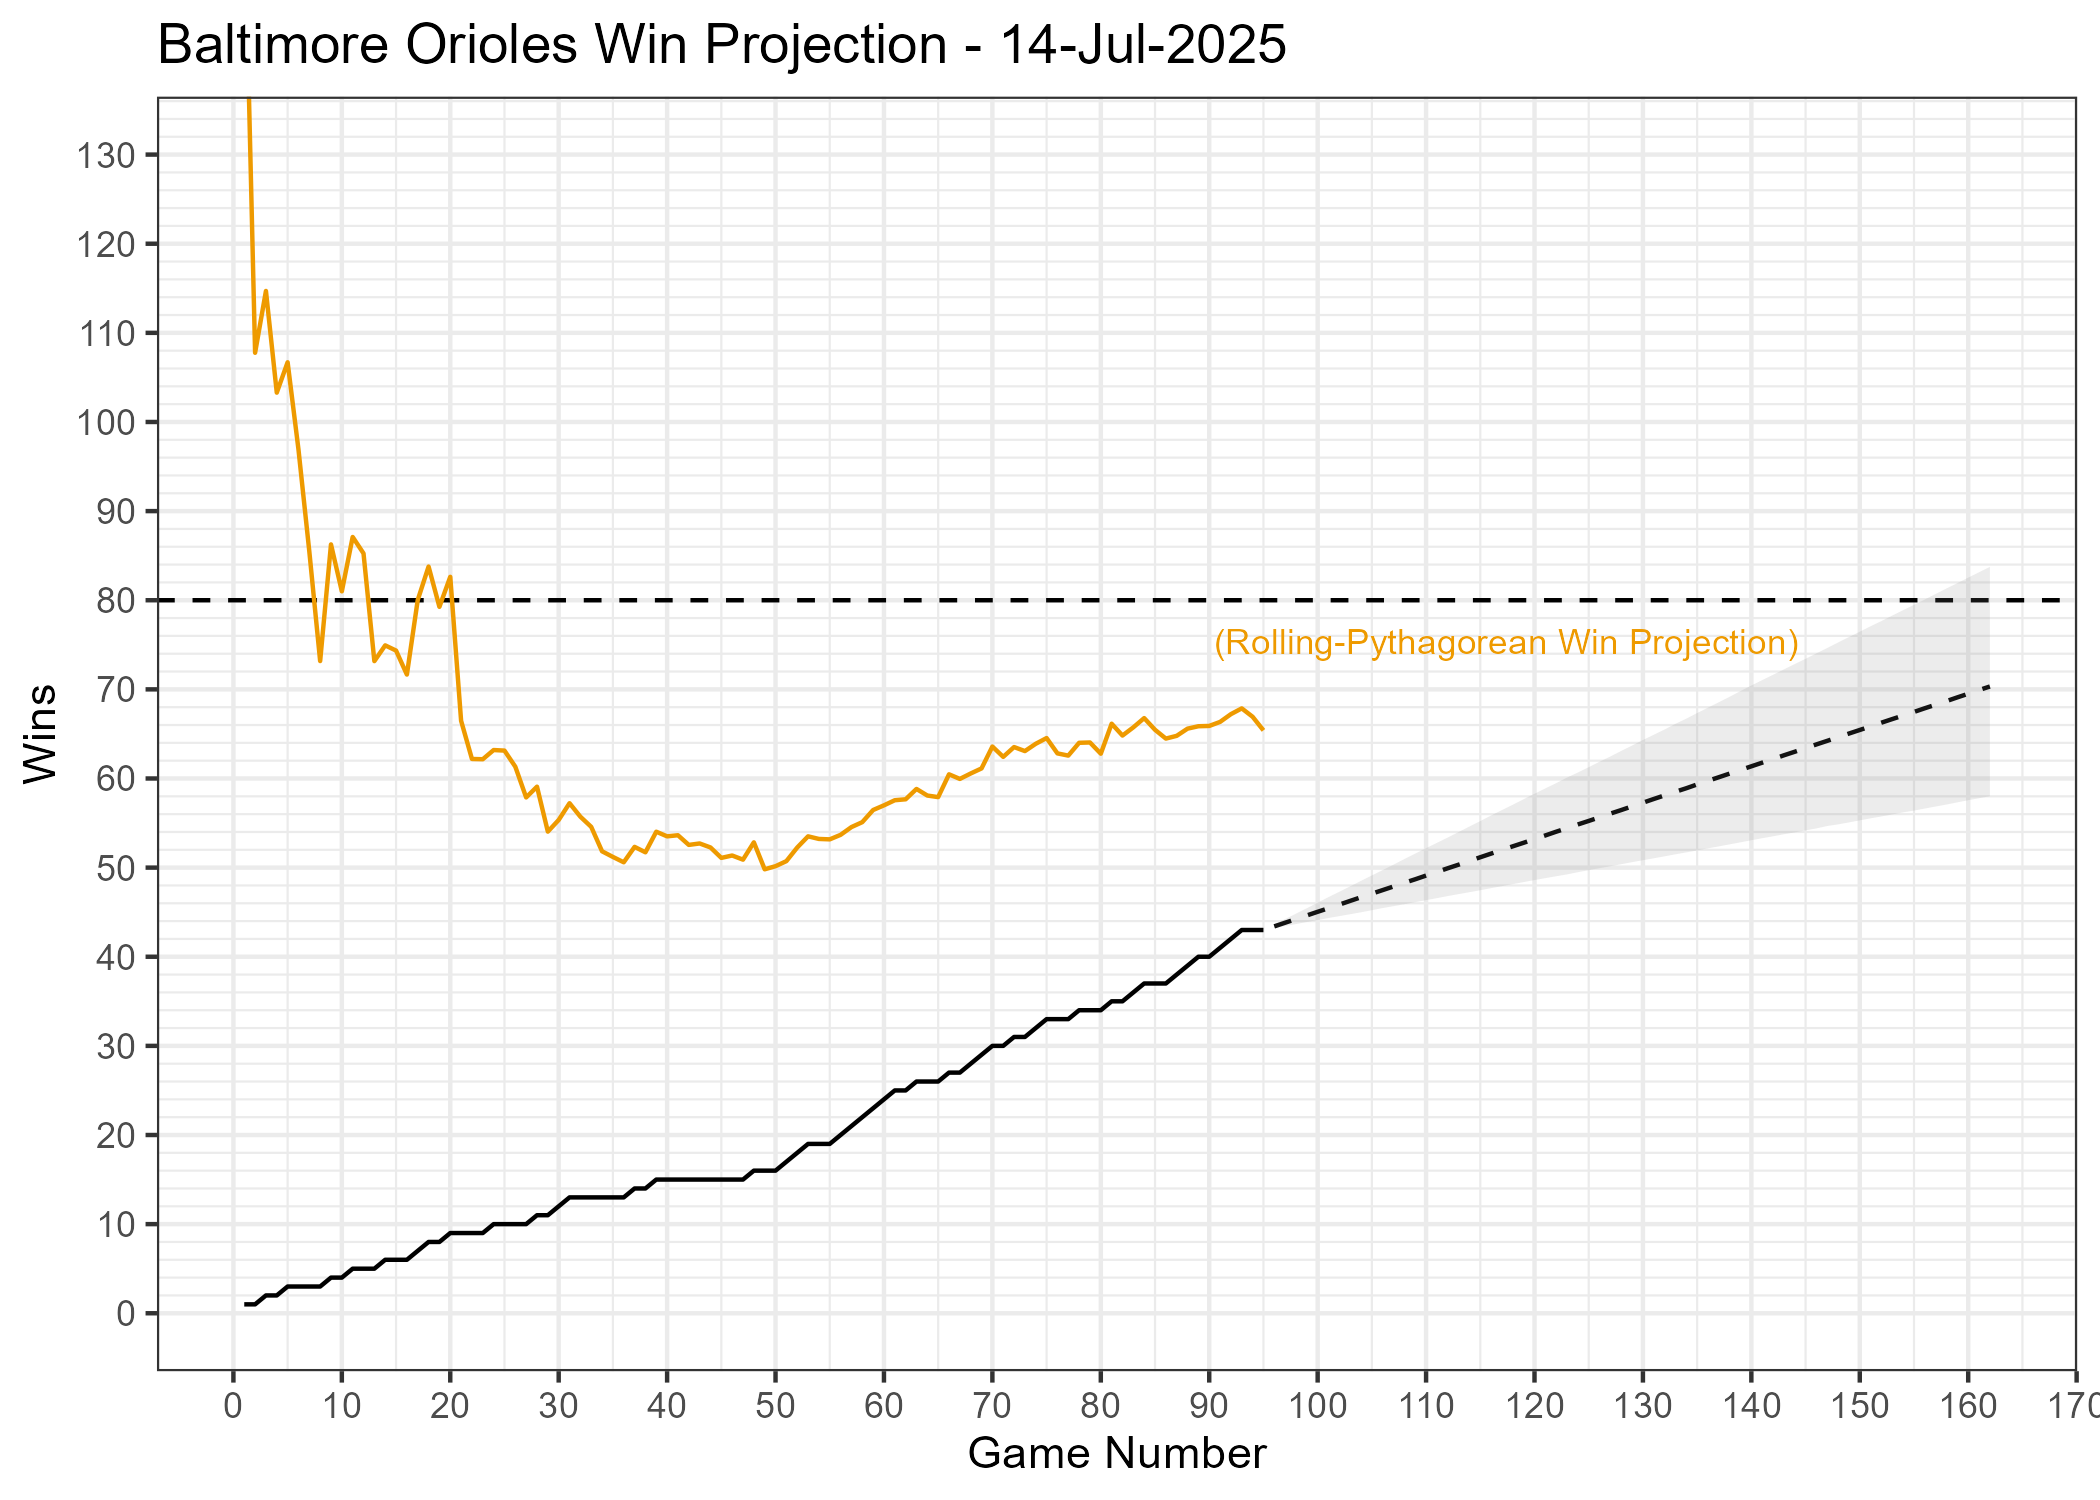 Baltimore Orioles Win Projection - 14-Jul-2025
130
120
110
100
90
80
(Rolling-Pythagorean Win Projection)
70
Wins
60
50
40
30
20
10
0
0 10 20 30 40 50 60 70 80 90 100 110 120 130 140 150 160 170
Game Number